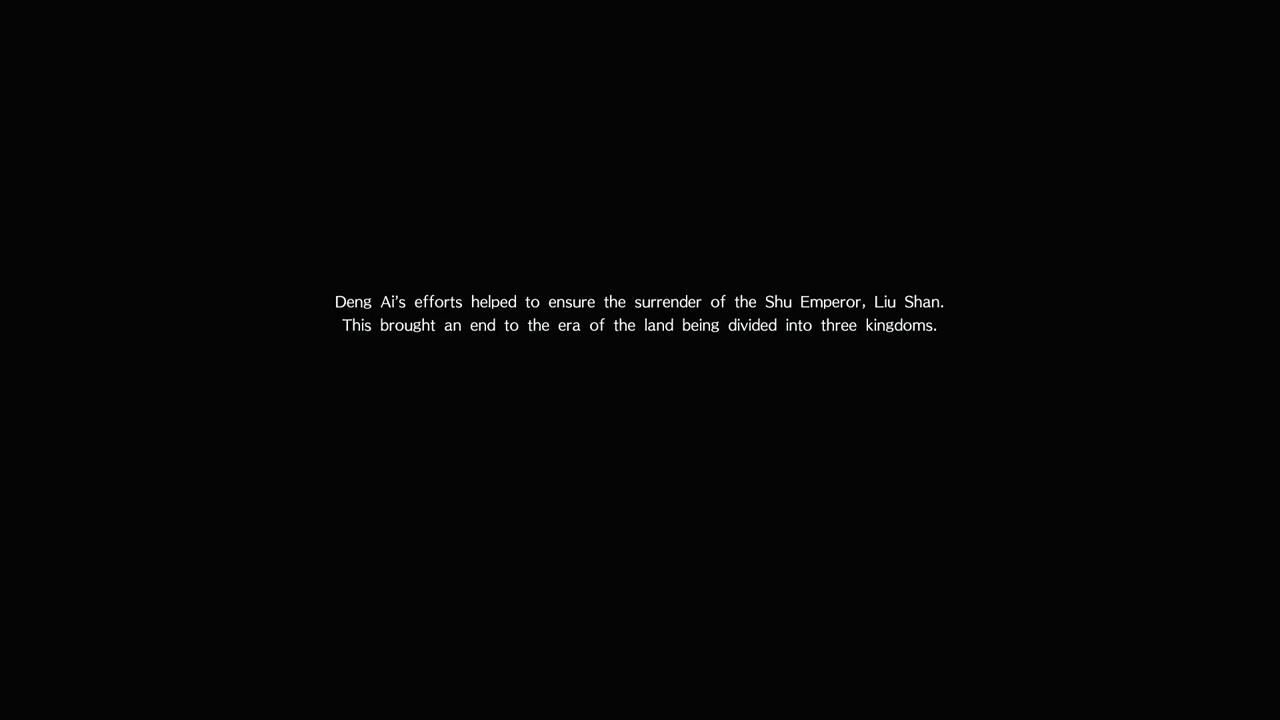 Deng Ai’s efforts helped to ensure the surrender of the Shu Emperor, Liu Shan.
This brought an end to the era of the land being divided into three kingdoms.